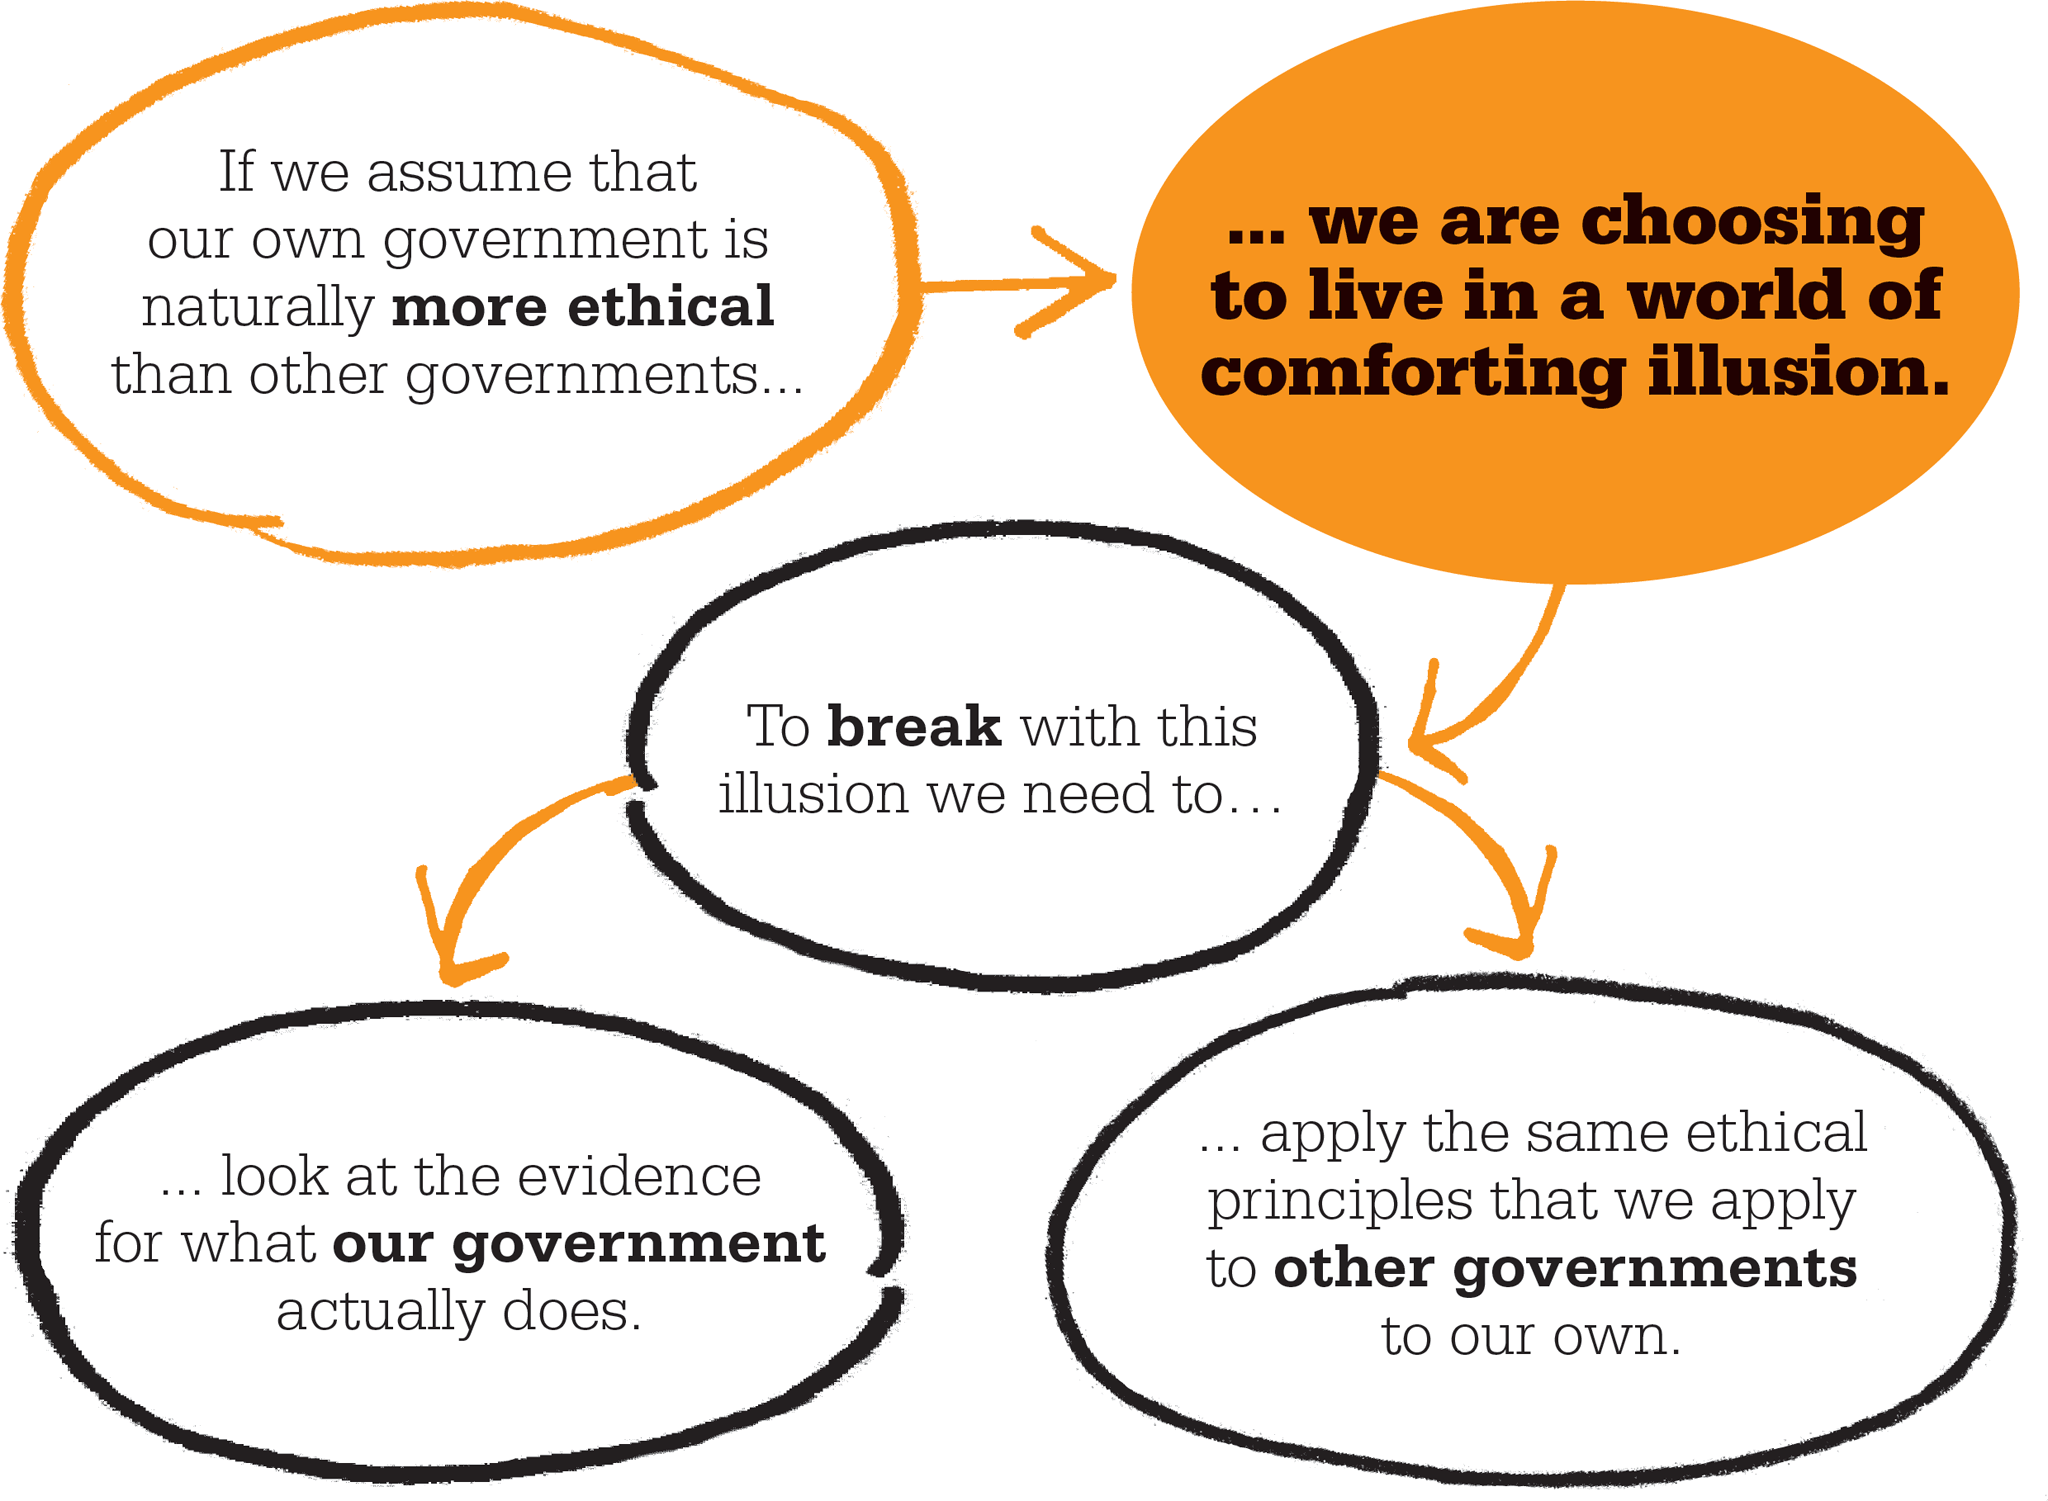 If we assume that
our own government is
naturally more ethical
than other governments...
... we are choosing
to live in a world of
comforting illusion.
To break with this
illusion we need to...
... look at the evidence
for what our government
actually does.
... apply the same ethical
principles that we apply
to other governments
to our own.